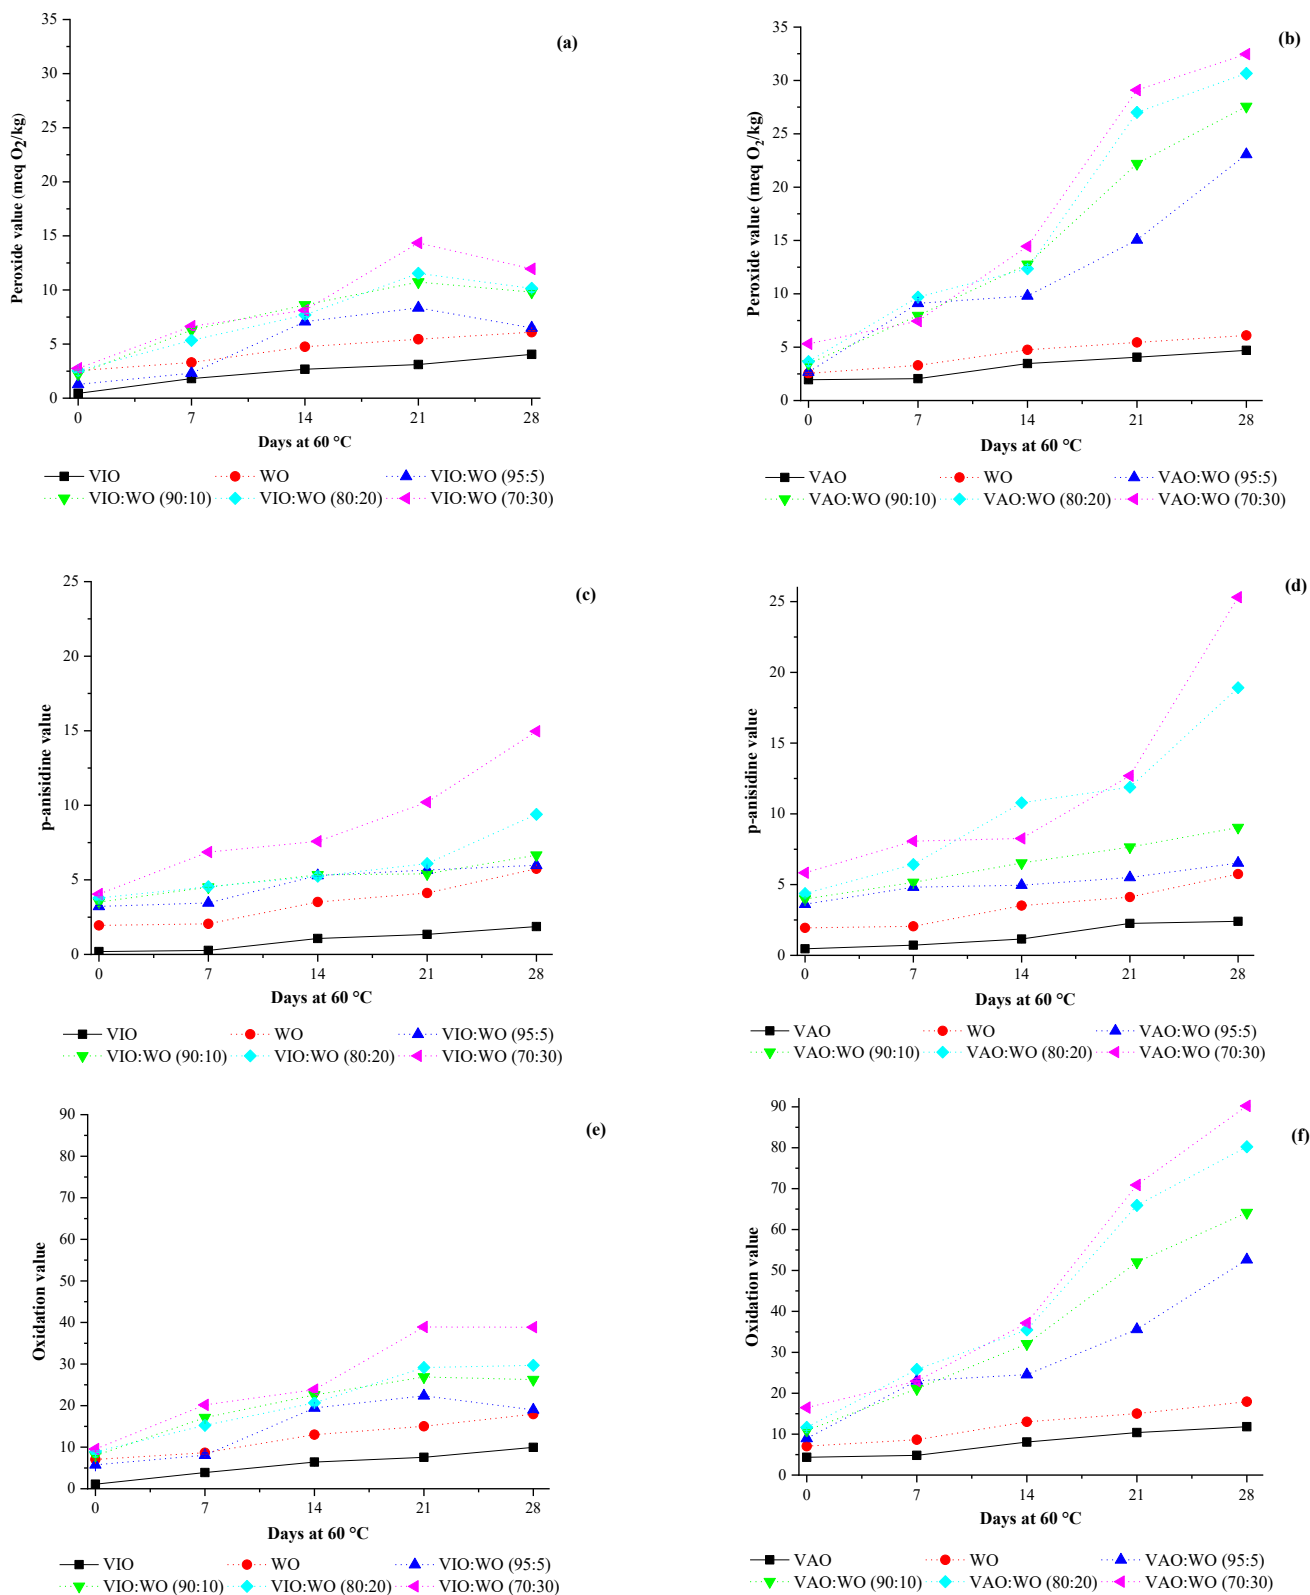 (a)
35
30
25
20
15
10
5
0
Peroxide value (meq O2/kg)
0 7 14 21 28
Days at 60 °C
VIO WO VIO:WO (95:5)
VIO:WO (90:10) VIO:WO (80:20) VIO:WO (70:30)
(b)
35
30
25
20
15
10
5
0
Peroxide value (meq O₂/kg)
0 7 14 21 28
Days at 60 °C
VAO WO VAO:WO (95:5)
VAO:WO (90:10) VAO:WO (80:20) VAO:WO (70:30)
(c)
25
20
15
10
5
0
p-anisidine value
0 7 14 21 28
Days at 60 °C
VIO WO VIO:WO (95:5)
VIO:WO (90:10) VIO:WO (80:20) VIO:WO (70:30)
(d)
25
20
15
10
5
0
p-anisidine value
0 7 14 21 28
Days at 60 °C
VAO WO VAO:WO (95:5)
VAO:WO (90:10) VAO:WO (80:20) VAO:WO (70:30)
(e)
90
80
70
60
50
40
30
20
10
0
Oxidation value
0 7 14 21 28
Days at 60 °C
VIO WO VIO:WO (95:5)
VIO:WO (90:10) VIO:WO (80:20) VIO:WO (70:30)
(f)
90
80
70
60
50
40
30
20
10
0
Oxidation value
0 7 14 21 28
Days at 60 °C
VAO WO VAO:WO (95:5)
VAO:WO (90:10) VAO:WO (80:20) VAO:WO (70:30)